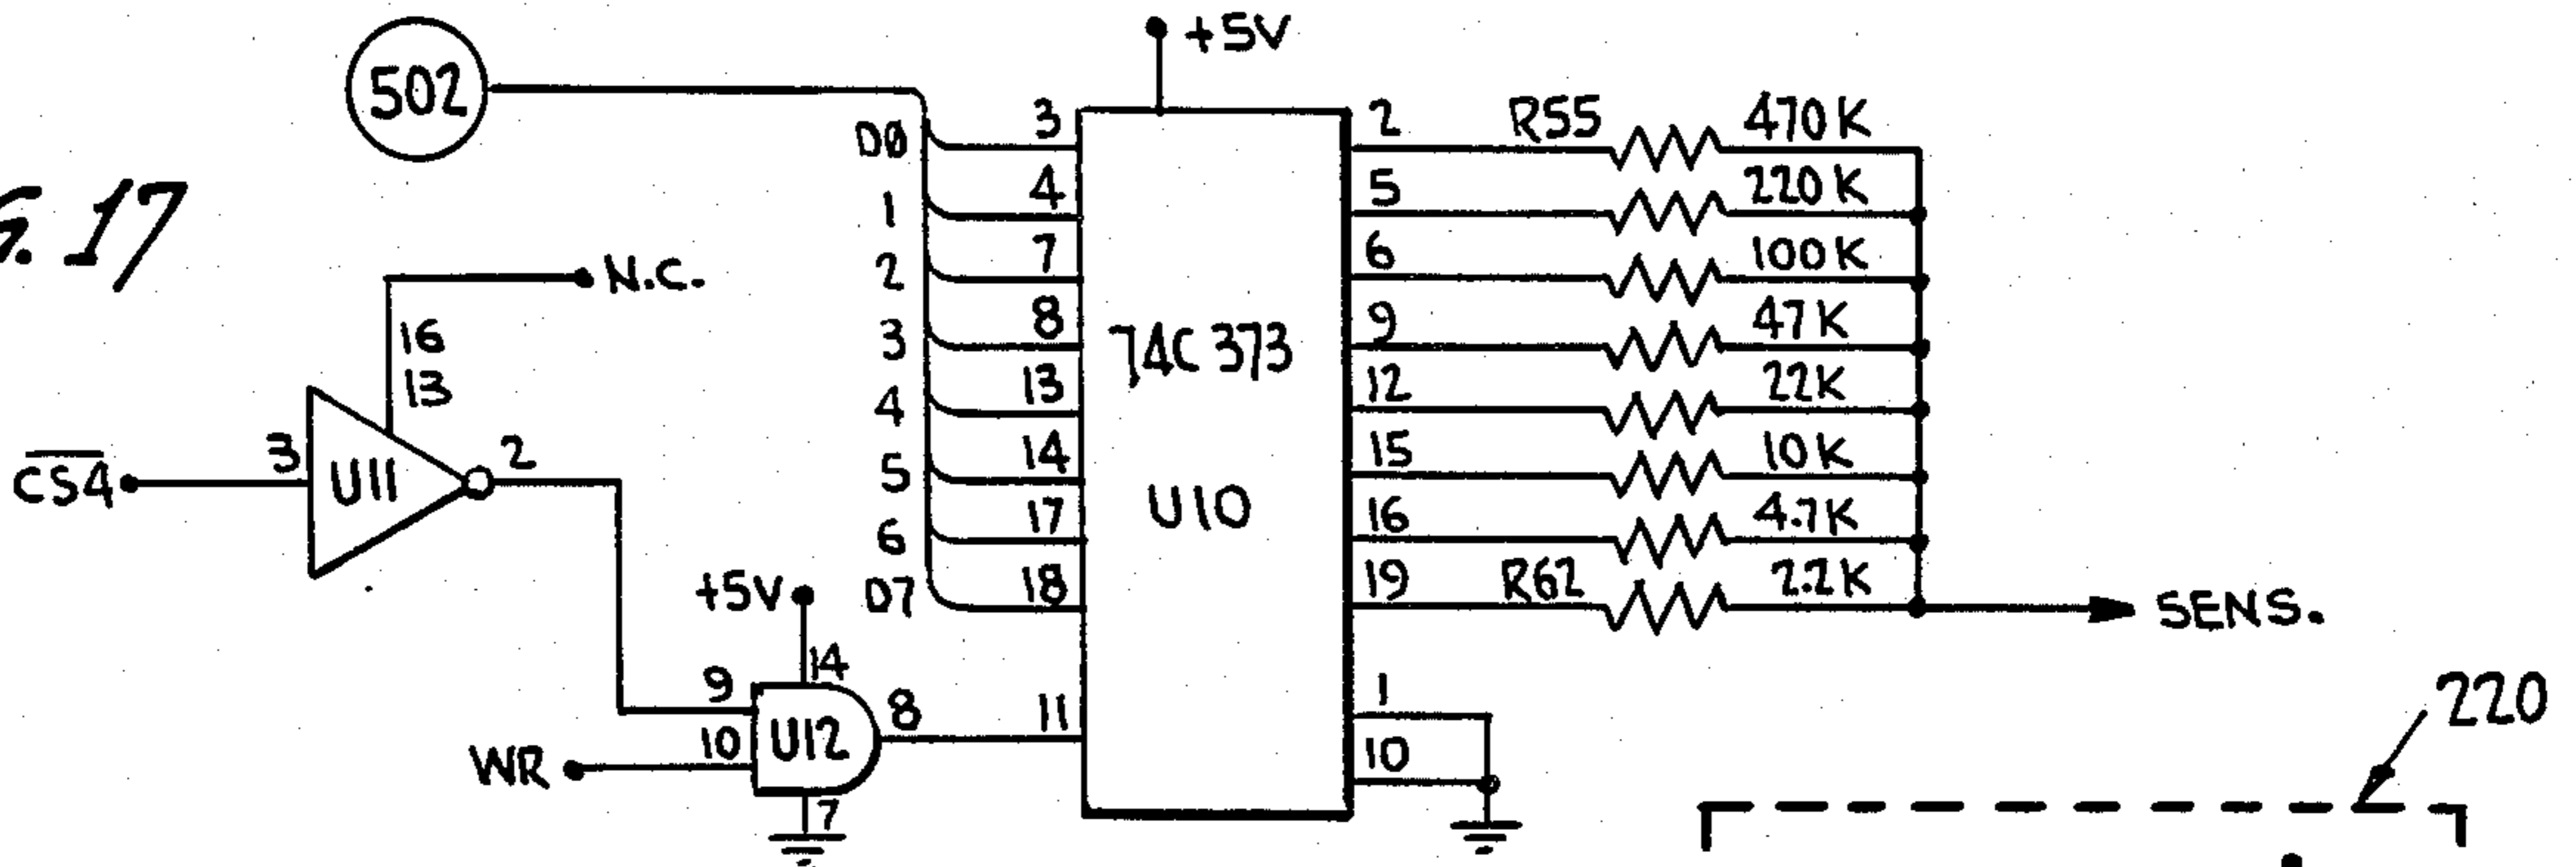 502
+5V
D0 3
1 4
2 7
3 8
4 13
5 14
6 17
D7 18
11
74C373
U10
2 R55 470K
5 220K
6 100K
9 47K
12 22K
15 10K
16 4.7K
19 R62 2.2K
SENS.
1
10
G. 17
N.C.
16
13
CS4 3 U11 2
+5V
14
9
10 U12 8
WR
7
220